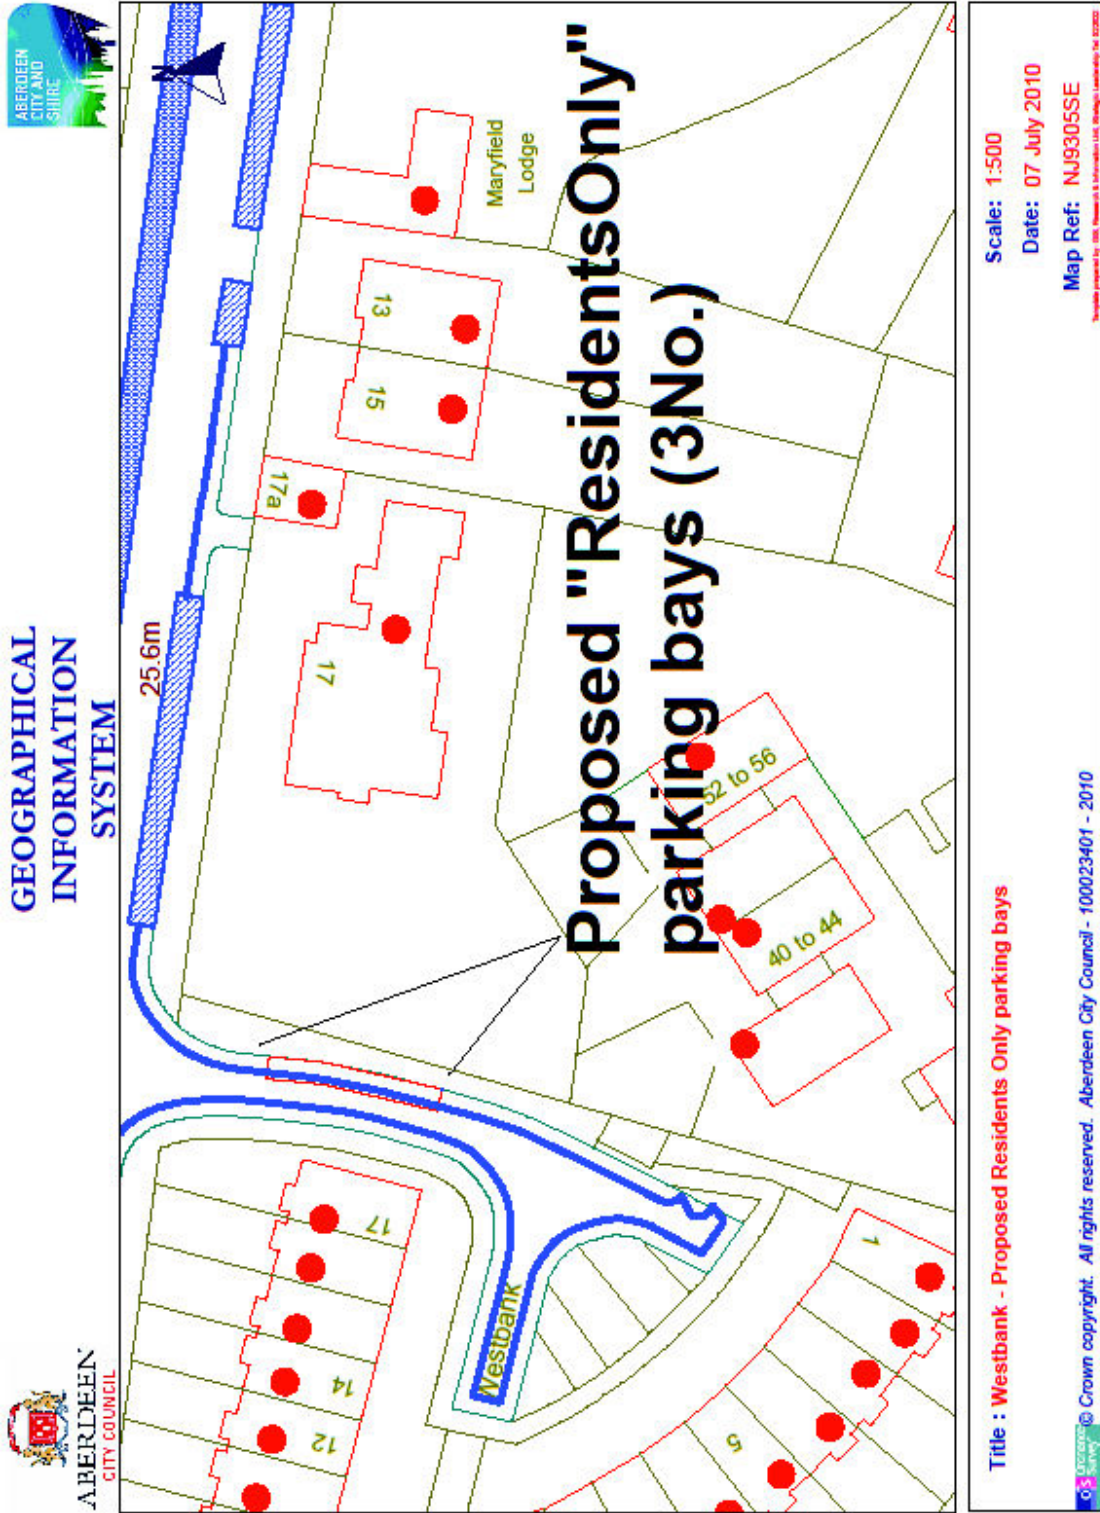 ABERDEEN
CITY COUNCIL
GEOGRAPHICAL
INFORMATION
SYSTEM
ABERDEEN
CITY AND
SHIRE
25.6m
17a
13
15
17
Maryfield
Lodge
Proposed "ResidentsOnly"
parking bays (3No.)
52 to 56
40 to 44
17
14
12
Westbank
1
5
Title : Westbank - Proposed Residents Only parking bays
Scale: 1:500
Date: 07 July 2010
Map Ref: NJ9305SE
© Crown copyright. All rights reserved. Aberdeen City Council - 100023401 - 2010